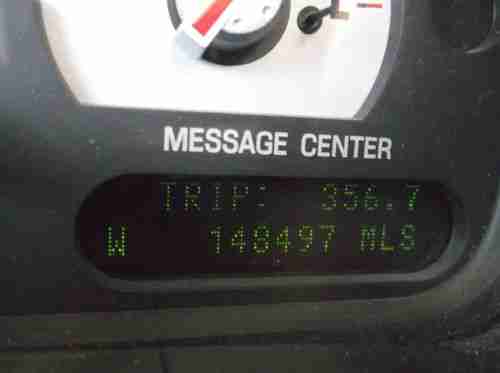 MESSAGE CENTER
TRIP: 356.7
W 148497 MLS